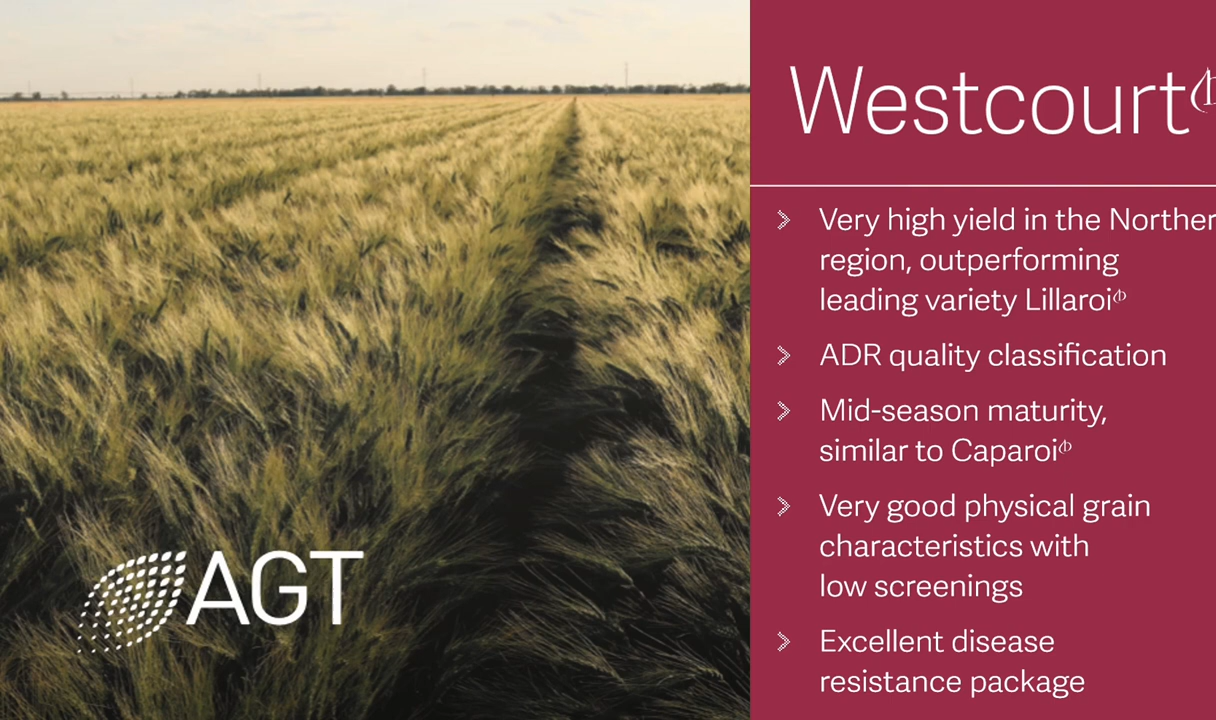 AGT
Westcourt
Very high yield in the Norther
region, outperforming
leading variety Lillaroi
ADR quality classification
Mid-season maturity,
similar to Caparoi
Very good physical grain
characteristics with
low screenings
Excellent disease
resistance package